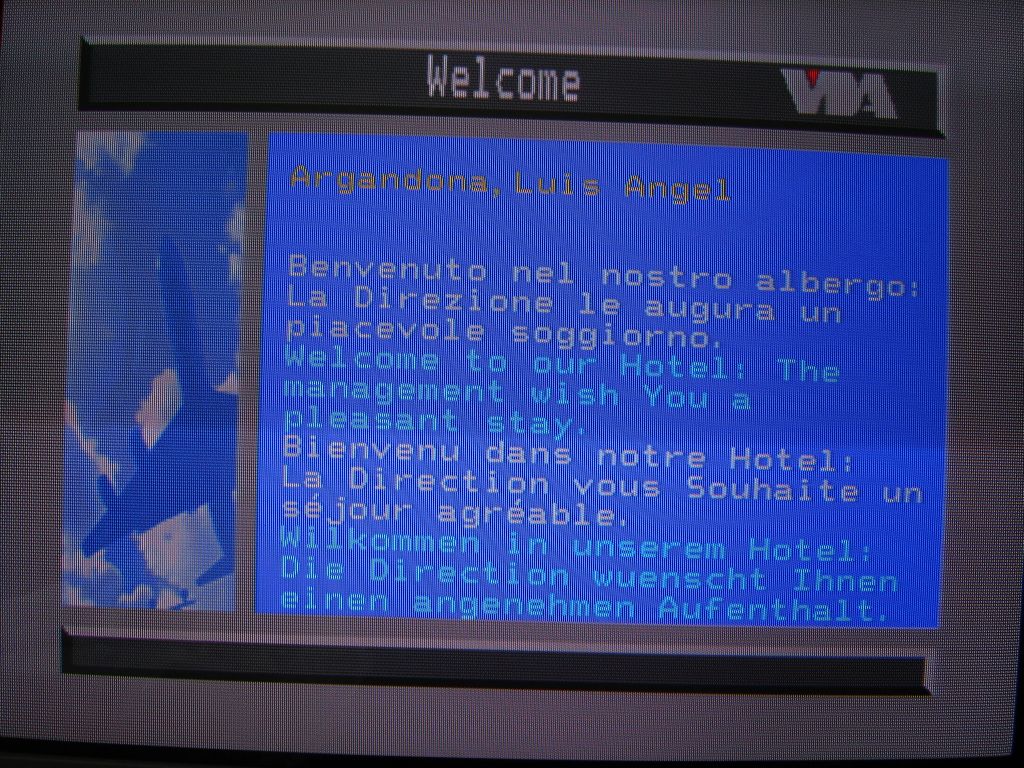 Welcome
VDA
Argandona, Luis Angel
Benvenuto nel nostro albergo:
La Direzione le augura un
piacevole soggiorno.
Welcome to our Hotel: The
management wish You a
pleasant stay.
Bienvenu dans notre Hotel:
La Direction vous Souhaite un
séjour agréable.
Wilkommen in unserem Hotel:
Die Direction wuenscht Ihnen
einen angenehmen Aufenthalt.